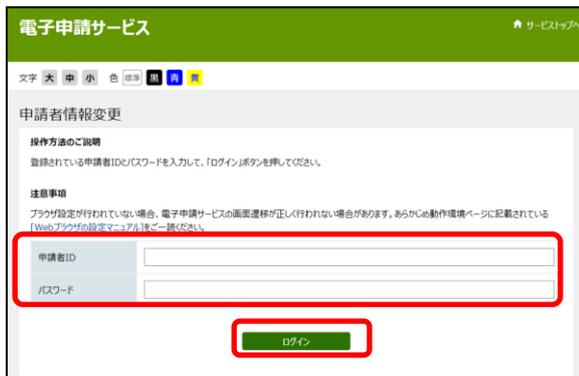 電子申請サービス
サービストップへ
文字 大 中 小 色 標準 黒 青 黄
申請者情報変更
操作方法のご説明
登録されている申請者IDとパスワードを入力して、「ログイン」ボタンを押してください。
注意事項
ブラウザ設定が行われていない場合、電子申請サービスの画面遷移が正しく行われない場合があります。あらかじめ動作環境ページに記載されている
[Webブラウザの設定マニュアル]をご一読ください。
申請者ID
パスワード
ログイン